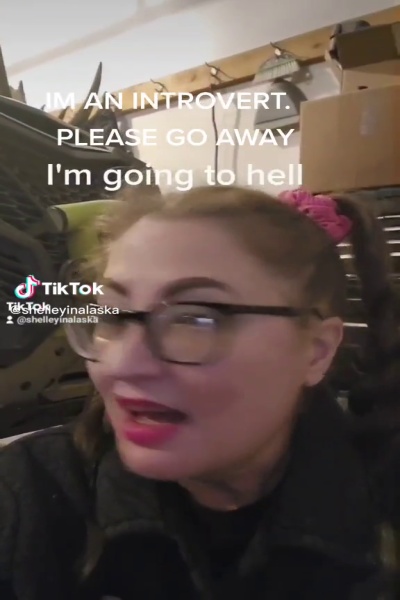 IM AN INTROVERT.
PLEASE GO AWAY
I'm going to hell
TikTok
TikTok
@shelleyinalaska
@shelleyinalaska